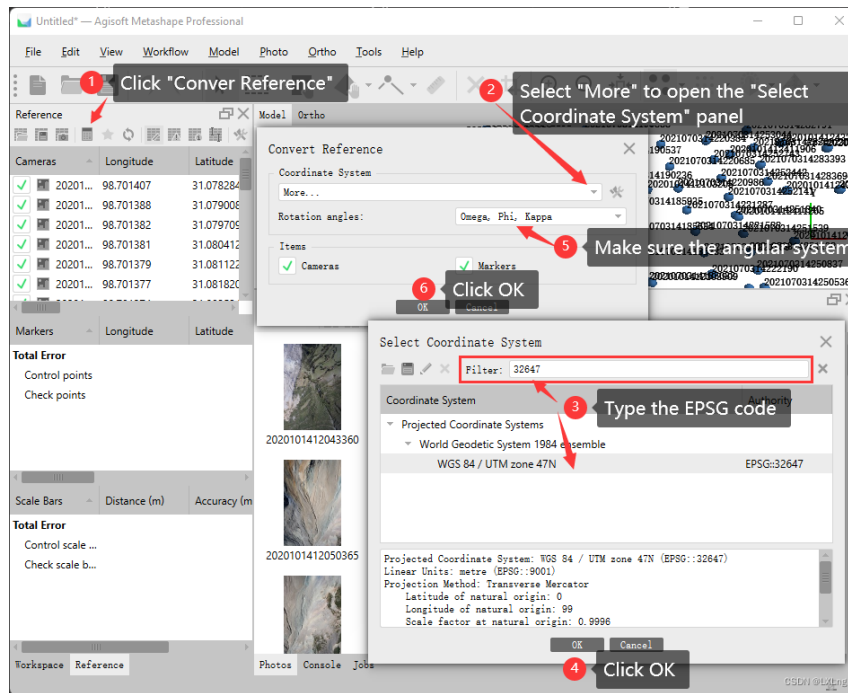 Untitled* — Agisoft Metashape Professional
File Edit View Workflow Model Photo Ortho Tools Help
1 Click "Conver Reference"
2 Select "More" to open the "Select Coordinate System" panel
Reference
Model Ortho
Cameras Longitude Latitude
20201... 98.701407 31.078284
20201... 98.701388 31.079008
20201... 98.701382 31.079709
20201... 98.701381 31.080412
20201... 98.701379 31.081122
20201... 98.701377 31.081820
Convert Reference
Coordinate System
More...
Rotation angles: Omega, Phi, Kappa
5 Make sure the angular system
Items
Cameras Markers
6 Click OK
OK Cancel
Markers Longitude Latitude
Total Error
Control points
Check points
Scale Bars Distance (m) Accuracy (m
Total Error
Control scale ...
Check scale b...
Workspace Reference
2020101412043360
2020101412050365
Photos Console Jobs
Select Coordinate System
Filter: 32647
3 Type the EPSG code
Coordinate System Authority
Projected Coordinate Systems
World Geodetic System 1984 ensemble
WGS 84 / UTM zone 47N EPSG::32647
Projected Coordinate System: WGS 84 / UTM zone 47N (EPSG::32647)
Linear Units: metre (EPSG::9001)
Projection Method: Transverse Mercator
Latitude of natural origin: 0
Longitude of natural origin: 99
Scale factor at natural origin: 0.9996
OK Cancel
4 Click OK